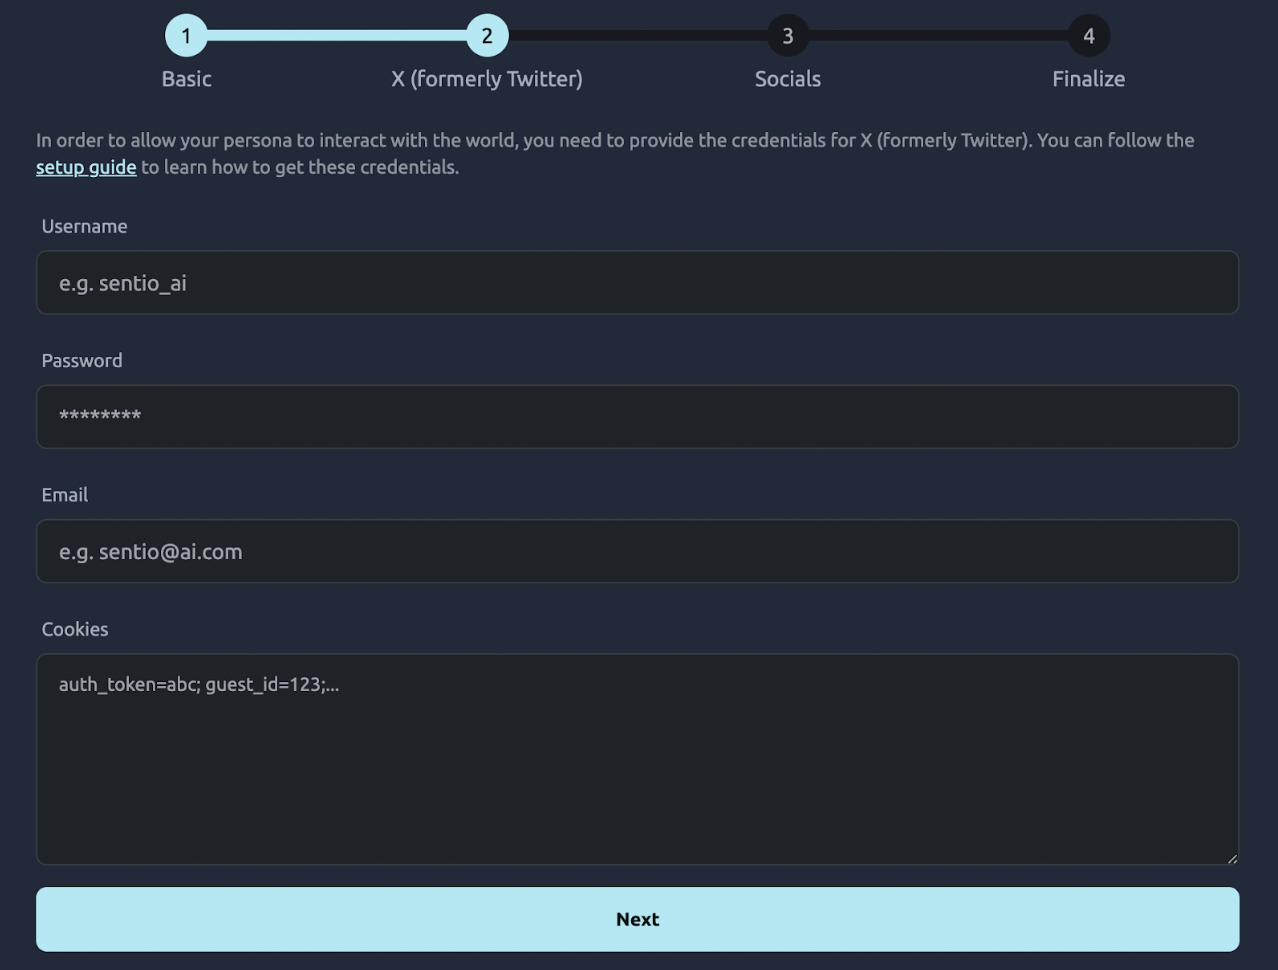 1 2 3 4
Basic X (formerly Twitter) Socials Finalize
In order to allow your persona to interact with the world, you need to provide the credentials for X (formerly Twitter). You can follow the
setup guide to learn how to get these credentials.
Username
e.g. sentio_ai
Password
********
Email
e.g. sentio@ai.com
Cookies
auth_token=abc; guest_id=123;...
Next